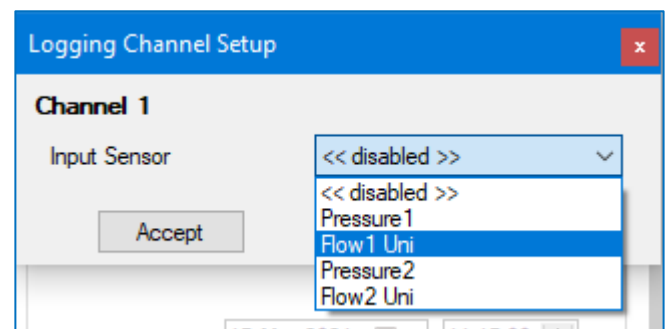 Logging Channel Setup
x
Channel 1
Input Sensor << disabled >>
<< disabled >>
Pressure1
Accept
Flow1 Uni
Pressure2
Flow2 Uni